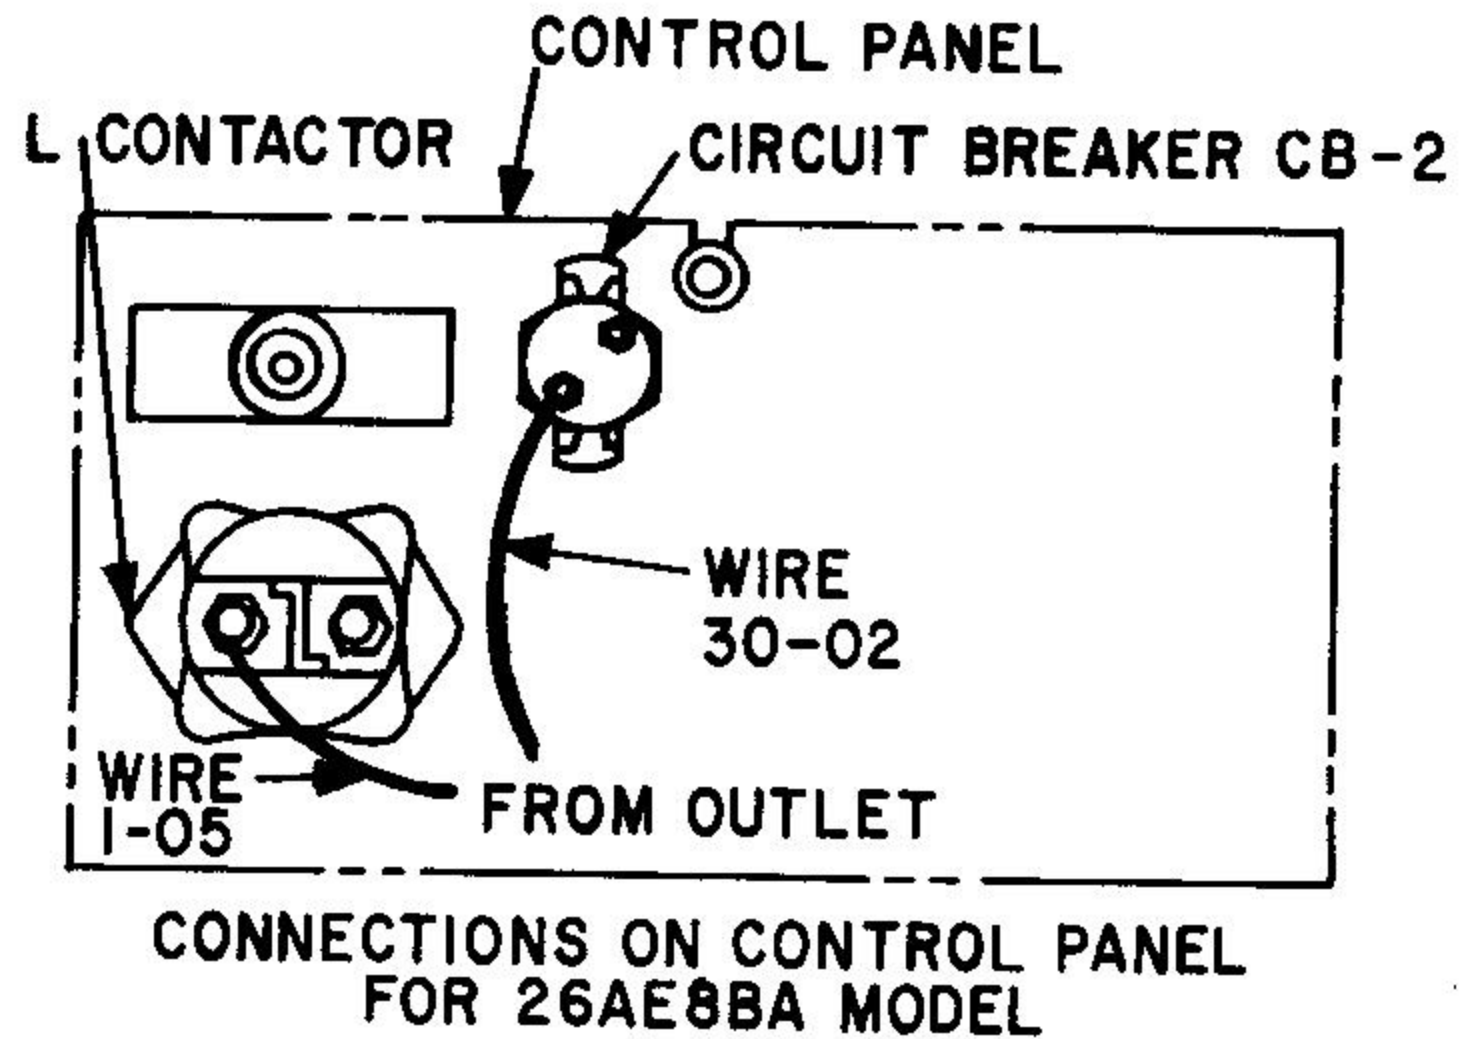 CONTROL PANEL
L CONTACTOR
CIRCUIT BREAKER CB-2
WIRE
30-02
WIRE
1-05
FROM OUTLET
CONNECTIONS ON CONTROL PANEL
FOR 26AE8BA MODEL